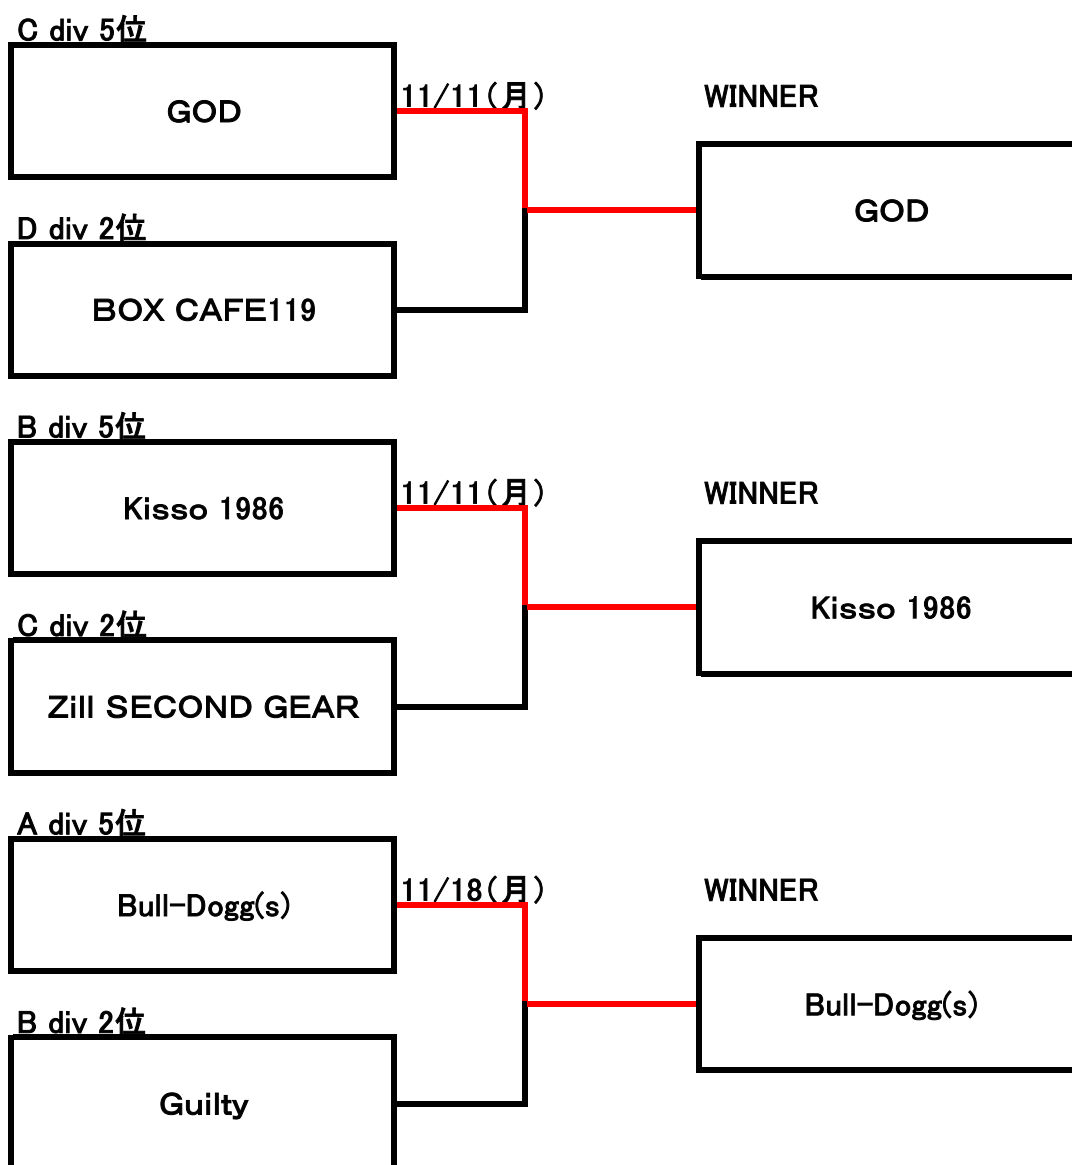 C div 5位
GOD
11/11(月)
WINNER
GOD
D div 2位
BOX CAFE119
B div 5位
Kisso 1986
11/11(月)
WINNER
Kisso 1986
C div 2位
Zill SECOND GEAR
A div 5位
Bull-Dogg(s)
11/18(月)
WINNER
Bull-Dogg(s)
B div 2位
Guilty